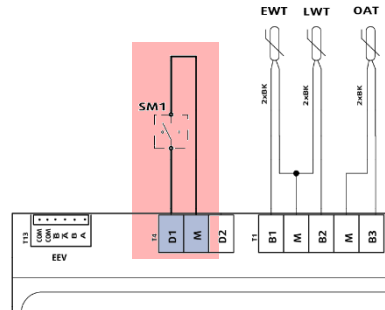 EWT LWT OAT
2xBK 2xBK 2xBK
SM1
T13 COM COM B A B A
EEV
T4 D1 M D2
T1 B1 M B2 M B3